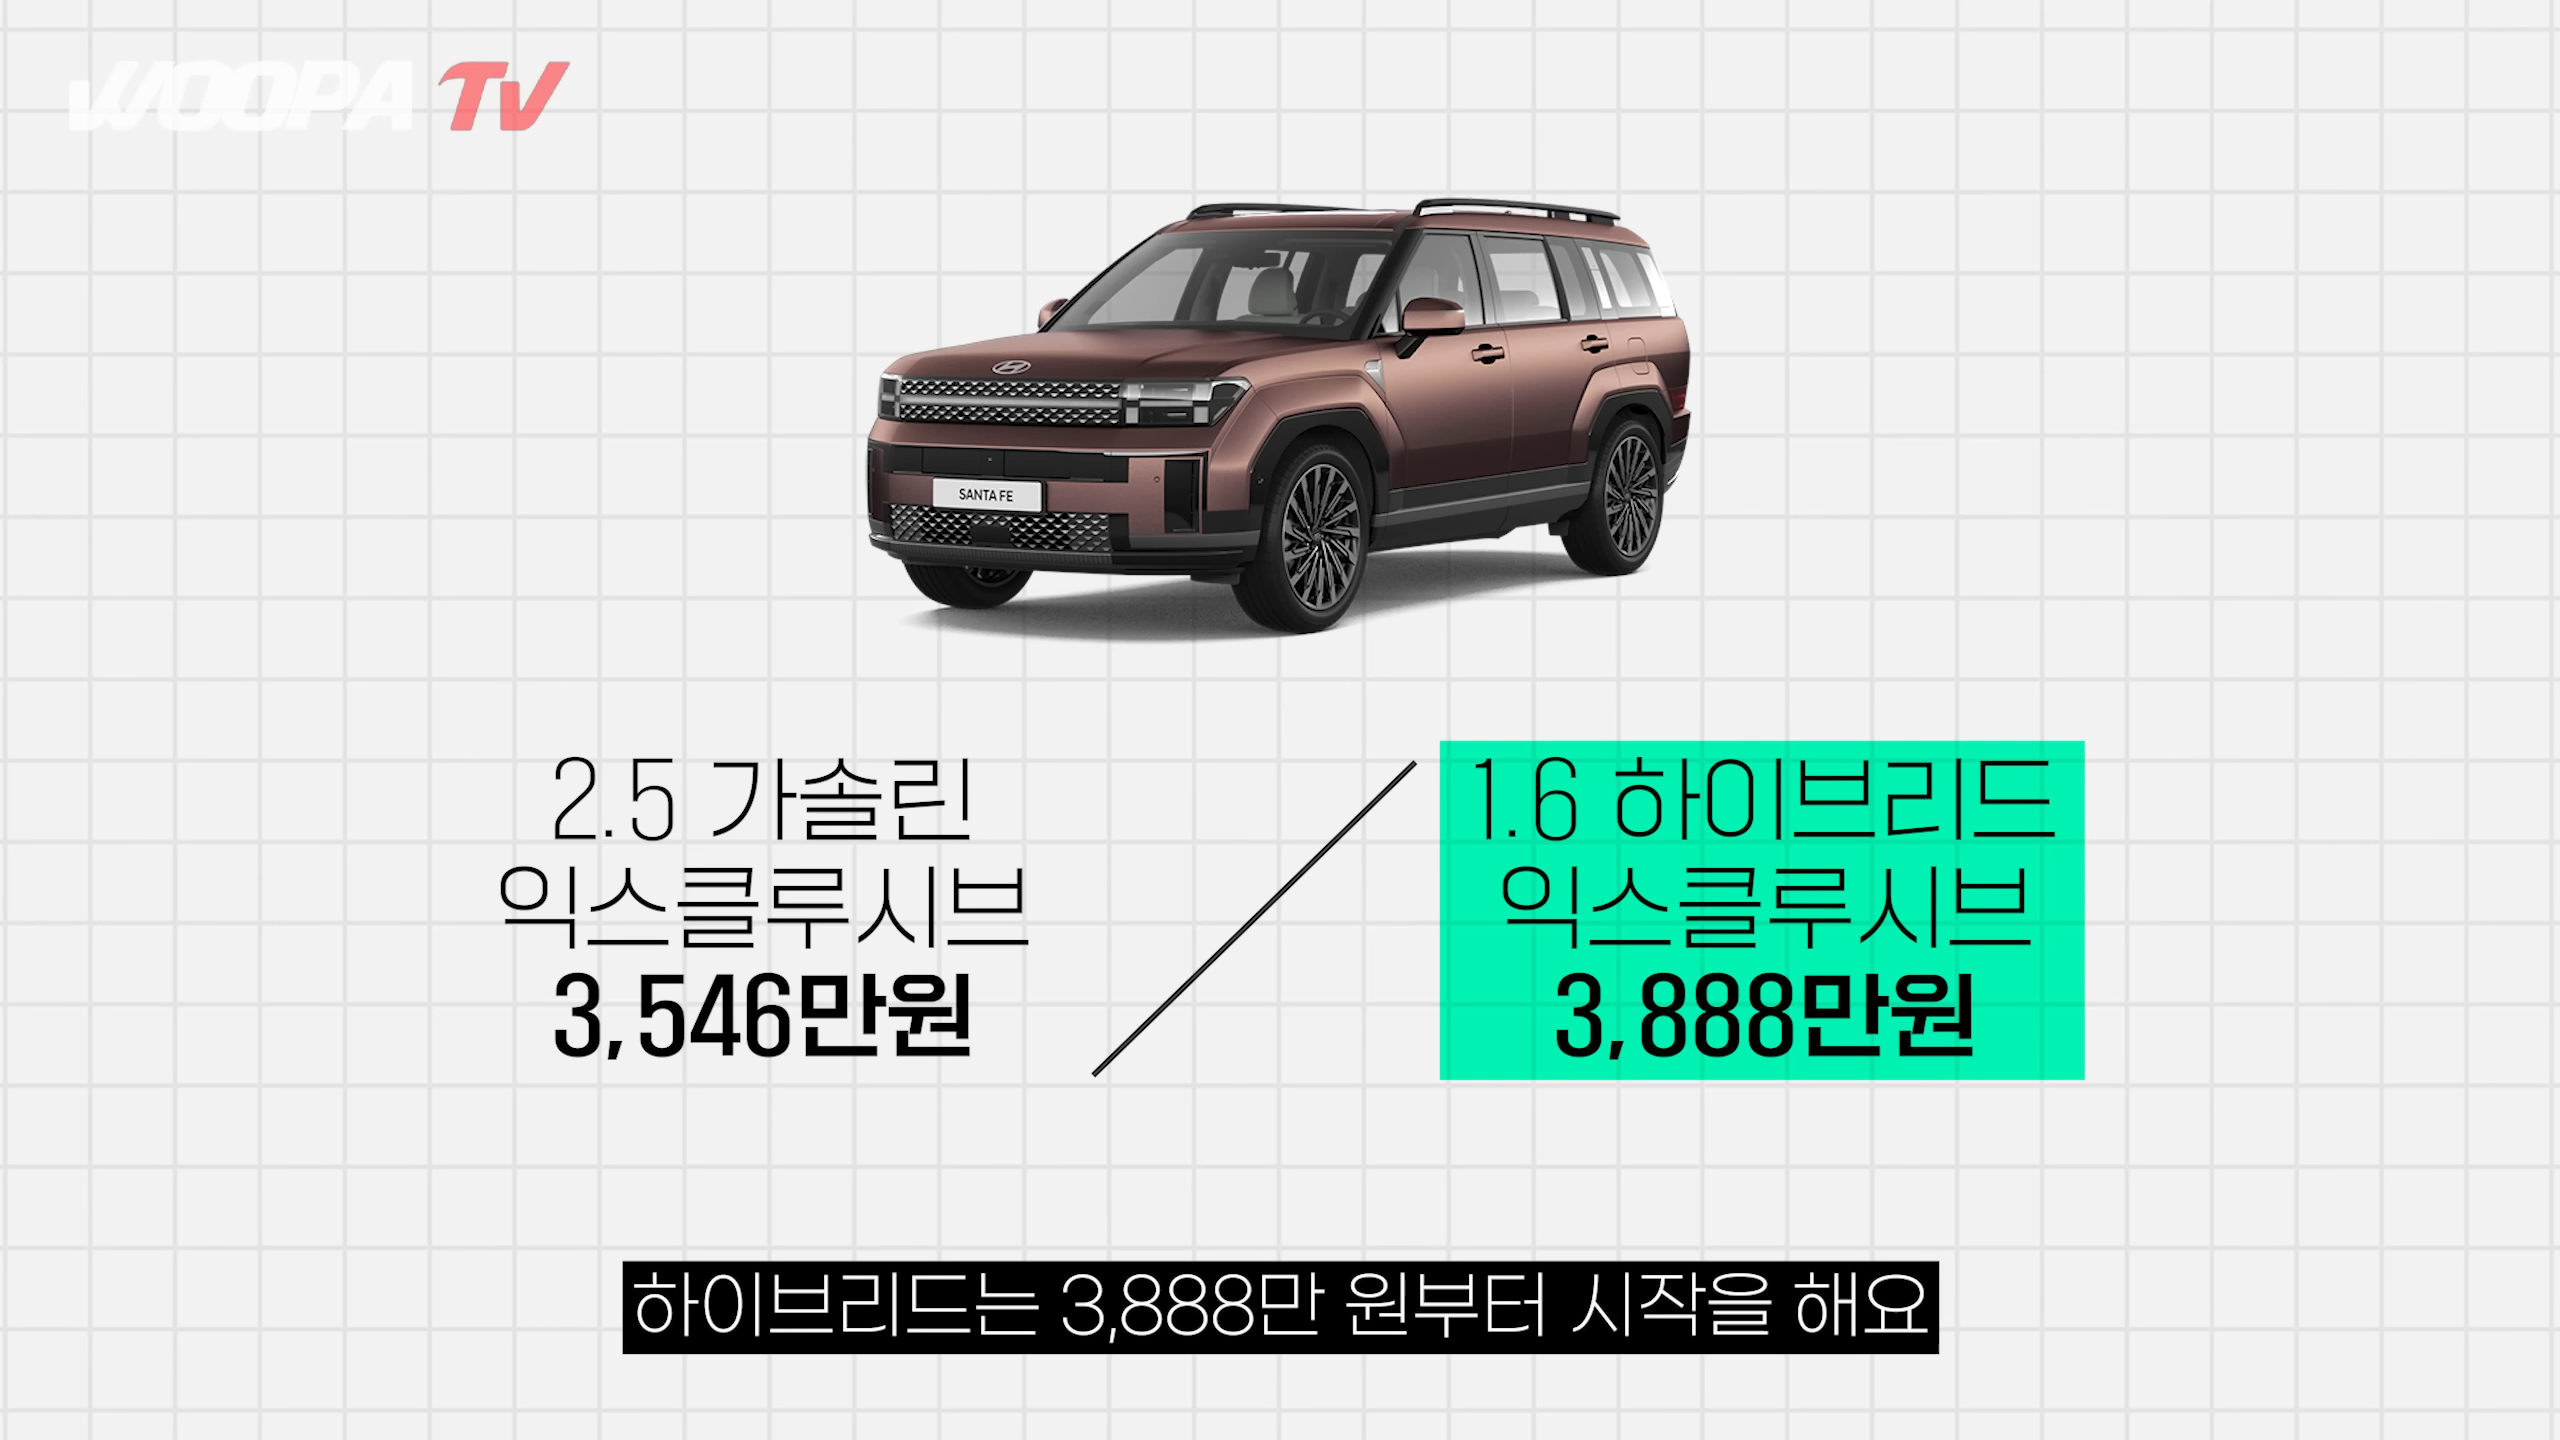 WOOPA TV
SANTA FE
2.5 가솔린
익스클루시브
3,546만원
1.6 하이브리드
익스클루시브
3,888만원
하이브리드는 3,888만 원부터 시작을 해요